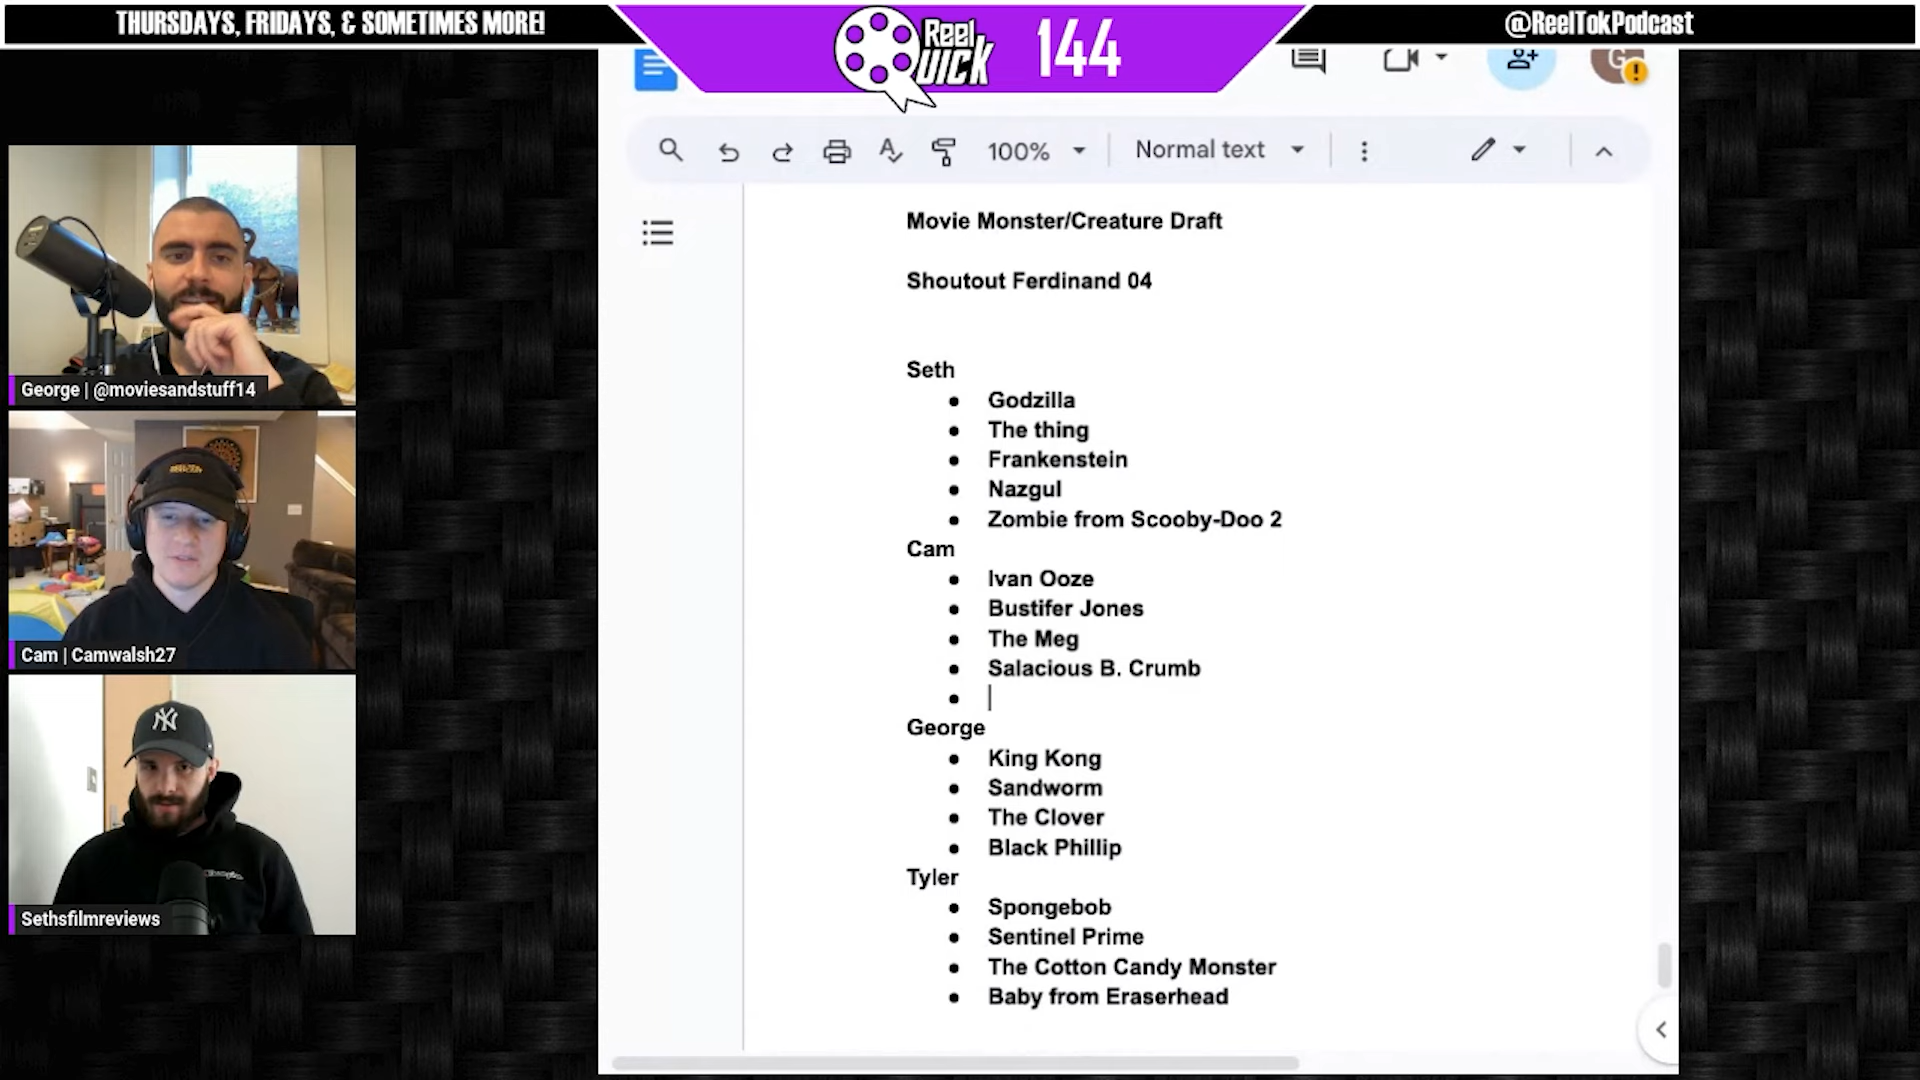 THURSDAYS, FRIDAYS, & SOMETIMES MORE!
Reel
QUICK
144
@ReelTokPodcast
G
!
100%
Normal text
Movie Monster/Creature Draft
Shoutout Ferdinand 04
Seth
Godzilla
The thing
Frankenstein
Nazgul
Zombie from Scooby-Doo 2
Cam
Ivan Ooze
Bustifer Jones
The Meg
Salacious B. Crumb
George
King Kong
Sandworm
The Clover
Black Phillip
Tyler
Spongebob
Sentinel Prime
The Cotton Candy Monster
Baby from Eraserhead
George | @moviesandstuff14
Cam | Camwalsh27
NY
Champion
Sethsfilmreviews